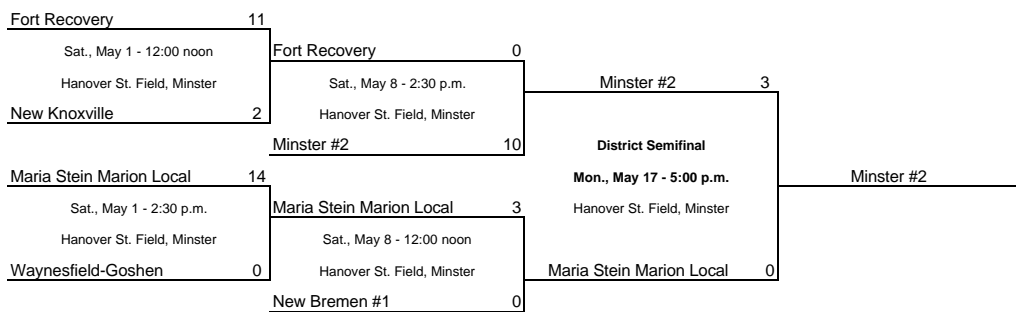 Fort Recovery 11
Sat., May 1 - 12:00 noon
Hanover St. Field, Minster
New Knoxville 2
Fort Recovery 0
Sat., May 8 - 2:30 p.m.
Hanover St. Field, Minster
Minster #2 10
Maria Stein Marion Local 14
Sat., May 1 - 2:30 p.m.
Hanover St. Field, Minster
Waynesfield-Goshen 0
Maria Stein Marion Local 3
Sat., May 8 - 12:00 noon
Hanover St. Field, Minster
New Bremen #1 0
Minster #2 3
District Semifinal
Mon., May 17 - 5:00 p.m.
Hanover St. Field, Minster
Maria Stein Marion Local 0
Minster #2